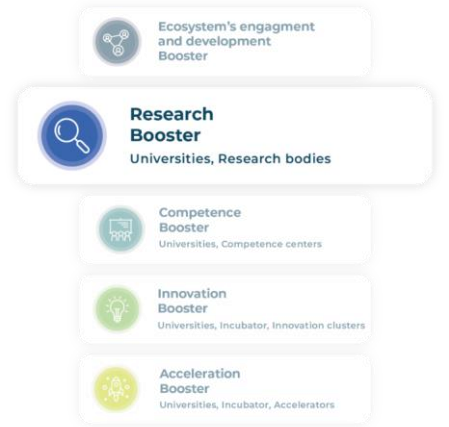 Ecosystem's engagment
and development
Booster
Research
Booster
Universities, Research bodies
Competence
Booster
Universities, Competence centers
Innovation
Booster
Universities, Incubator, Innovation clusters
Acceleration
Booster
Universities, Incubator, Accelerators